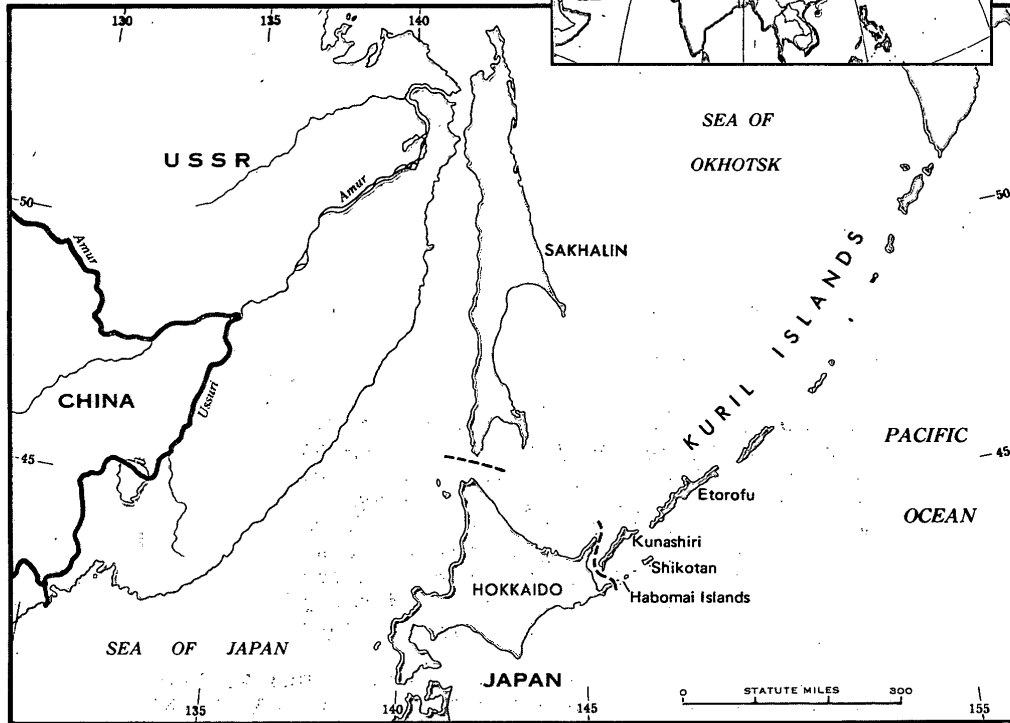 130
135
140
SEA OF
OKHOTSK
USSR
Amur
50
50
Amur
SAKHALIN
KURIL ISLANDS
CHINA
Ussuri
PACIFIC
45
45
Etorofu
OCEAN
Kunashiri
Shikotan
HOKKAIDO
Habomai Islands
SEA OF JAPAN
JAPAN
0 STATUTE MILES 300
135
140
145
155